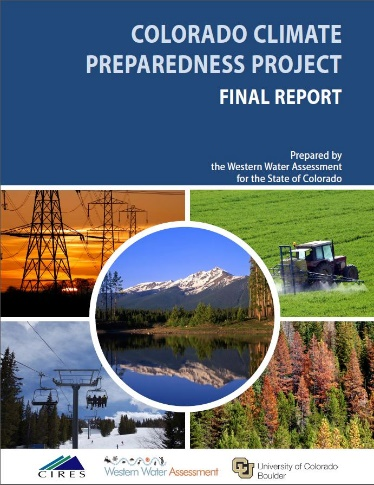 COLORADO CLIMATE
PREPAREDNESS PROJECT
FINAL REPORT
Prepared by
the Western Water Assessment
for the State of Colorado
CIRES
Western Water Assessment
CU
University of Colorado
Boulder